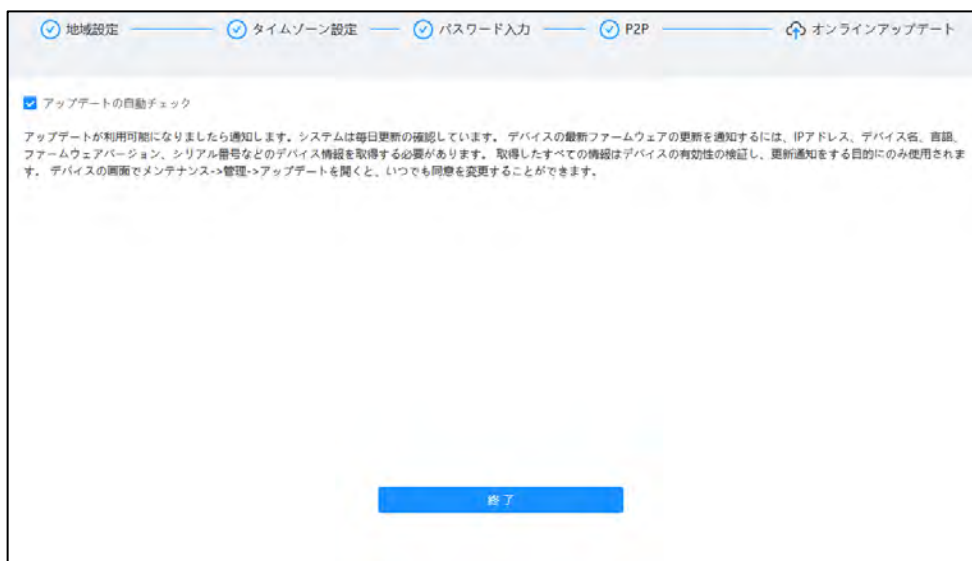 地域設定 タイムゾーン設定 パスワード入力 P2P オンラインアップデート
アップデートの自動チェック
アップデートが利用可能になりましたら通知します。システムは毎日更新の確認しています。 デバイスの最新ファームウェアの更新を通知するには、IPアドレス、デバイス名、言語、
ファームウェアバージョン、シリアル番号などのデバイス情報を取得する必要があります。 取得したすべての情報はデバイスの有効性の検証し、更新通知をする目的にのみ使用されま
す。 デバイスの画面でメンテナンス->管理->アップデートを開くと、いつでも同意を変更することができます。
終了